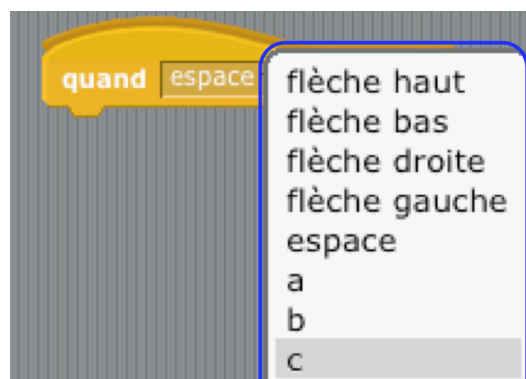 quand espace
flèche haut
flèche bas
flèche droite
flèche gauche
espace
a
b
c